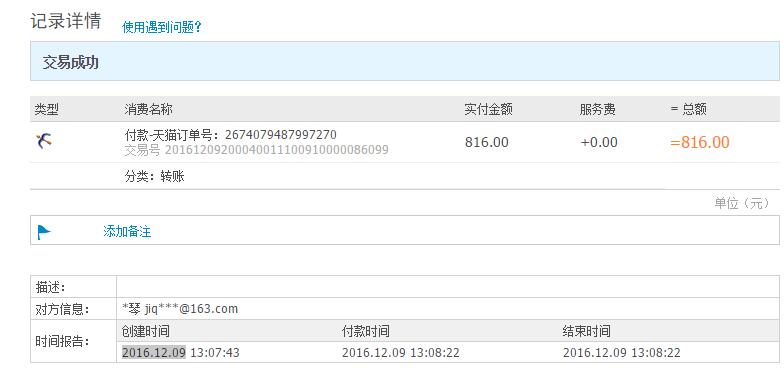 记录详情 使用遇到问题?
交易成功
类型 消费名称 实付金额 服务费 = 总额
付款-天猫订单号：2674079487997270 816.00 +0.00 =816.00
交易号 20161209200040011100910000086099
分类：转账
单位（元）
添加备注
描述：
对方信息： *琴 jiq***@163.com
时间报告： 创建时间 付款时间 结束时间
2016.12.09 13:07:43 2016.12.09 13:08:22 2016.12.09 13:08:22